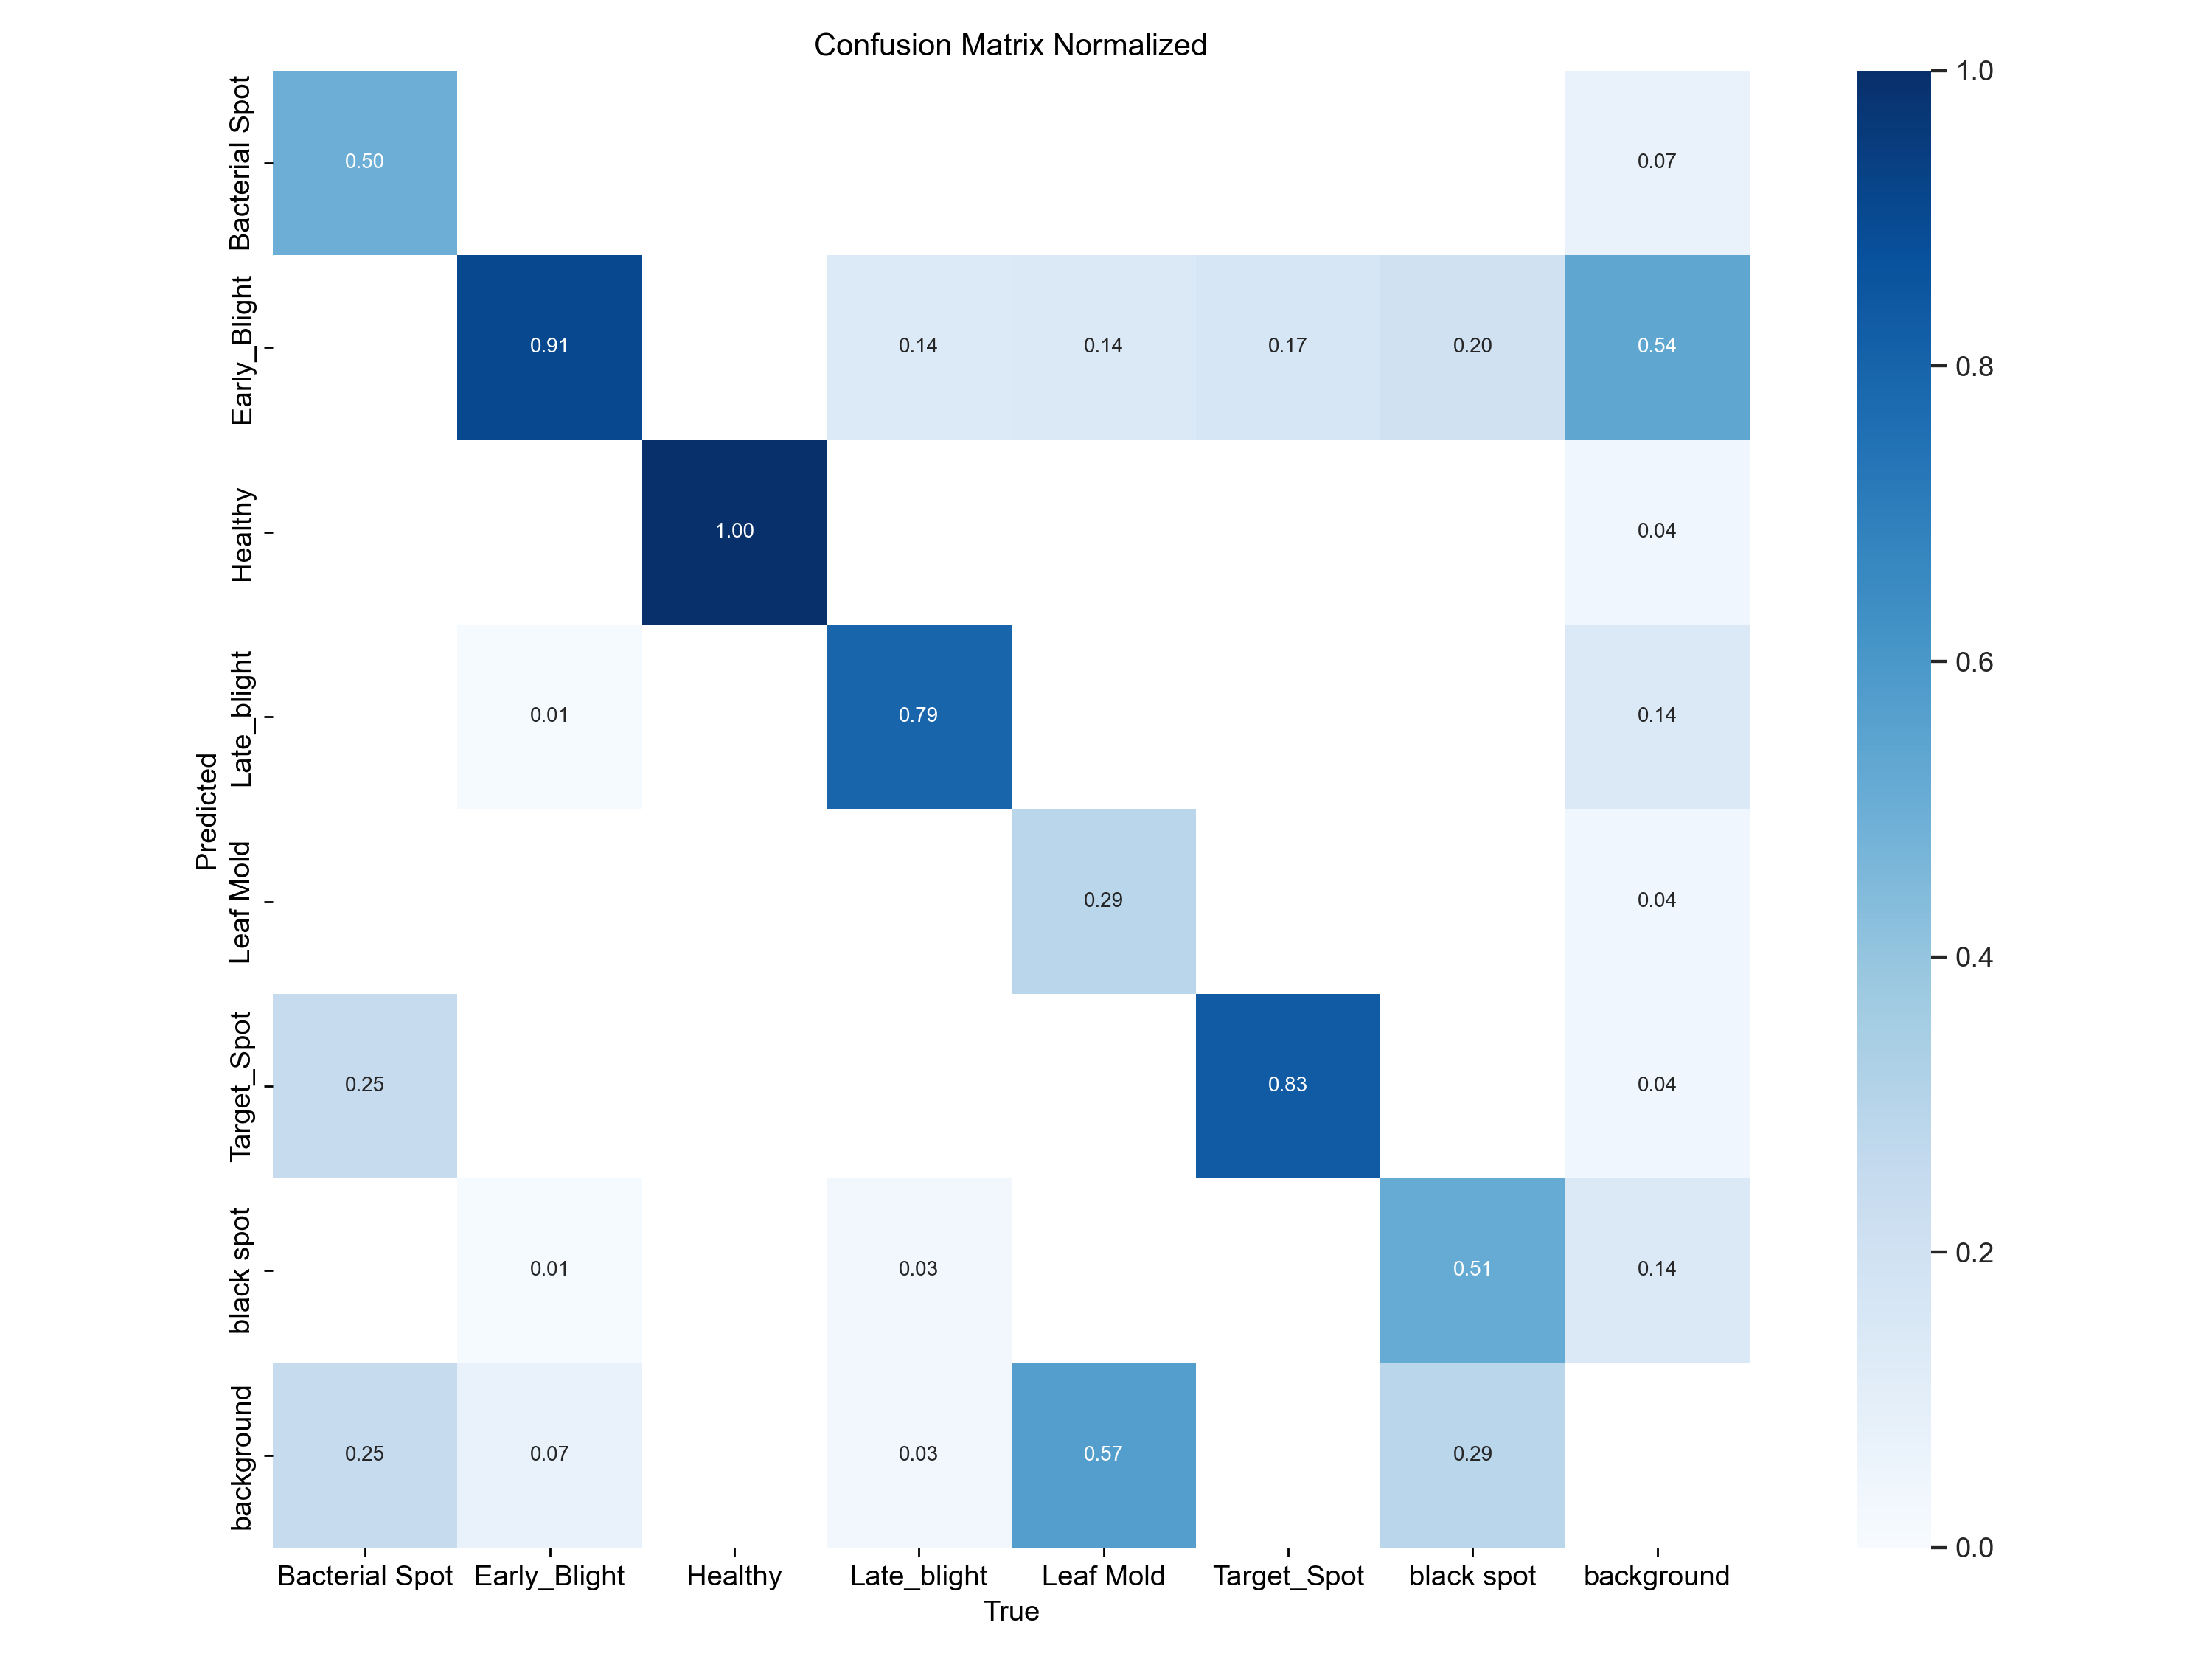 Confusion Matrix Normalized
Bacterial Spot
0.50
0.07
Early_Blight
0.91
0.14
0.14
0.17
0.20
0.54
Healthy
1.00
0.04
Late_blight
0.01
0.79
0.14
Leaf Mold
0.29
0.04
Target_Spot
0.25
0.83
0.04
black spot
0.01
0.03
0.51
0.14
background
0.25
0.07
0.03
0.57
0.29
Predicted
Bacterial Spot
Early_Blight
Healthy
Late_blight
Leaf Mold
Target_Spot
black spot
background
True
1.0
0.8
0.6
0.4
0.2
0.0